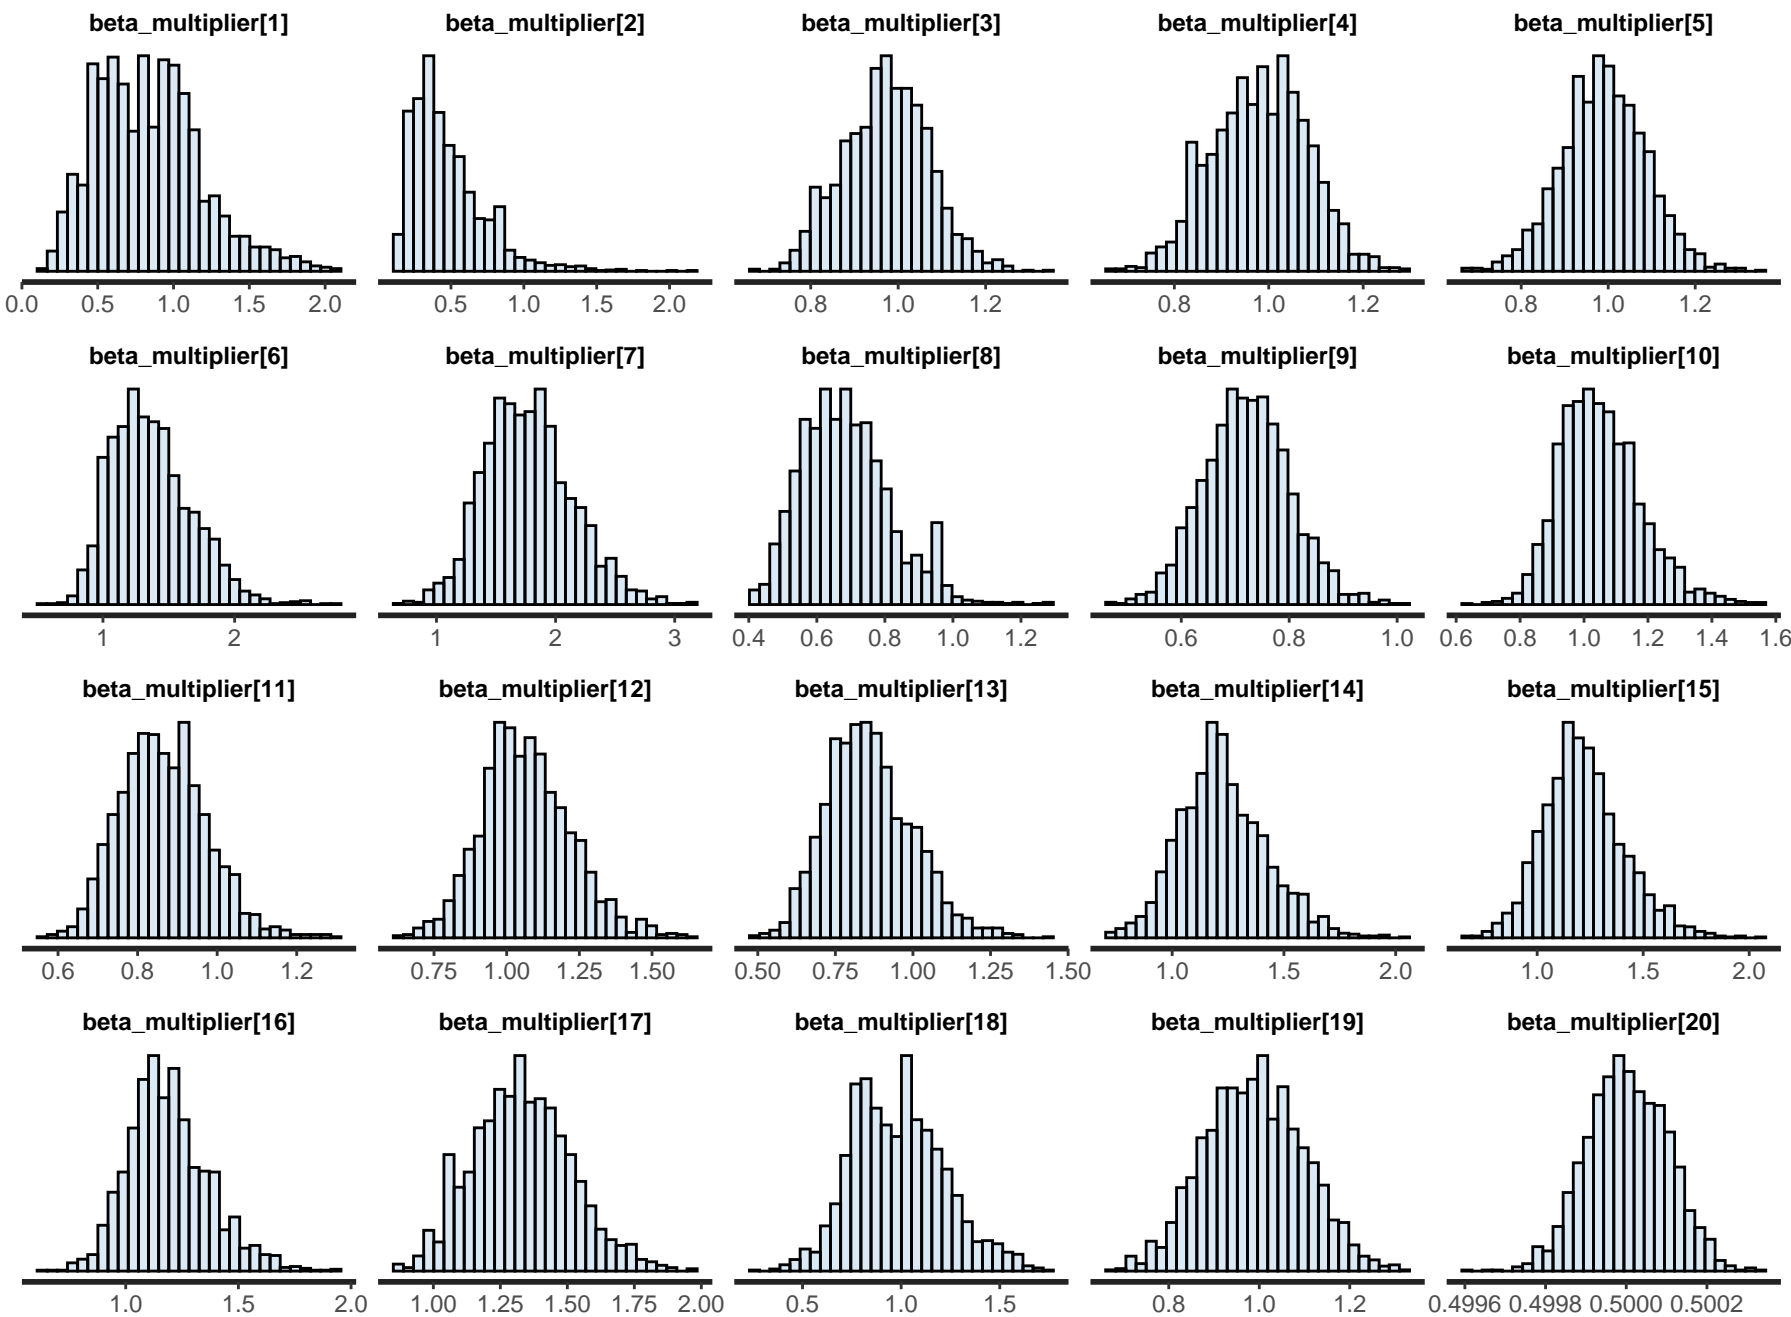 beta_multiplier[1] beta_multiplier[2] beta_multiplier[3] beta_multiplier[4] beta_multiplier[5]
0.0 0.5 1.0 1.5 2.0 0.5 1.0 1.5 2.0 0.8 1.0 1.2 0.8 1.0 1.2 0.8 1.0 1.2
beta_multiplier[6] beta_multiplier[7] beta_multiplier[8] beta_multiplier[9] beta_multiplier[10]
1 2 1 2 3 0.4 0.6 0.8 1.0 1.2 0.6 0.8 1.0 0.6 0.8 1.0 1.2 1.4 1.6
beta_multiplier[11] beta_multiplier[12] beta_multiplier[13] beta_multiplier[14] beta_multiplier[15]
0.6 0.8 1.0 1.2 0.75 1.00 1.25 1.50 0.50 0.75 1.00 1.25 1.50 1.0 1.5 2.0 1.0 1.5 2.0
beta_multiplier[16] beta_multiplier[17] beta_multiplier[18] beta_multiplier[19] beta_multiplier[20]
1.0 1.5 2.0 1.00 1.25 1.50 1.75 2.00 0.5 1.0 1.5 0.8 1.0 1.2 0.4996 0.4998 0.5000 0.5002